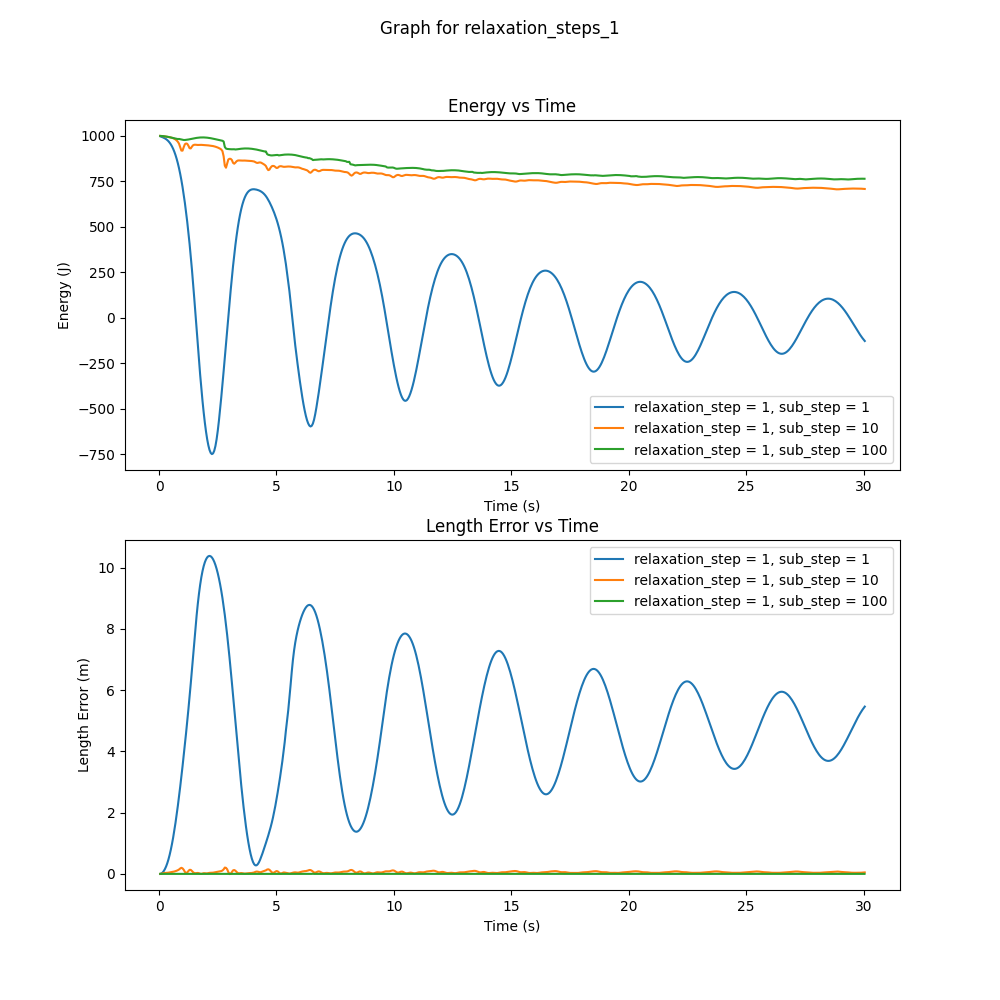 Graph for relaxation_steps_1
Energy vs Time
Energy (J)
1000
750
500
250
0
−250
−500
−750
relaxation_step = 1, sub_step = 1
relaxation_step = 1, sub_step = 10
relaxation_step = 1, sub_step = 100
0 5 10 15 20 25 30
Time (s)
Length Error vs Time
Length Error (m)
10
8
6
4
2
0
relaxation_step = 1, sub_step = 1
relaxation_step = 1, sub_step = 10
relaxation_step = 1, sub_step = 100
0 5 10 15 20 25 30
Time (s)